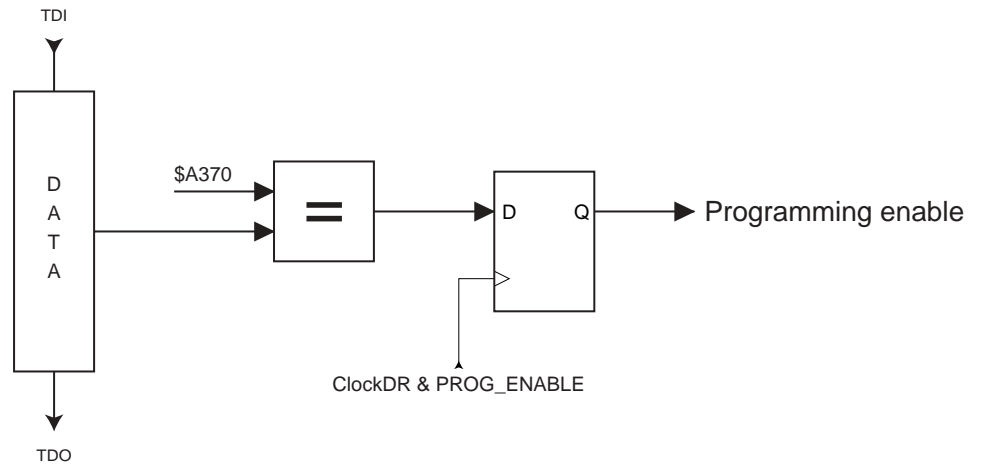 TDI
D
A
T
A
$A370
=
D
Q
Programming enable
ClockDR & PROG_ENABLE
TDO